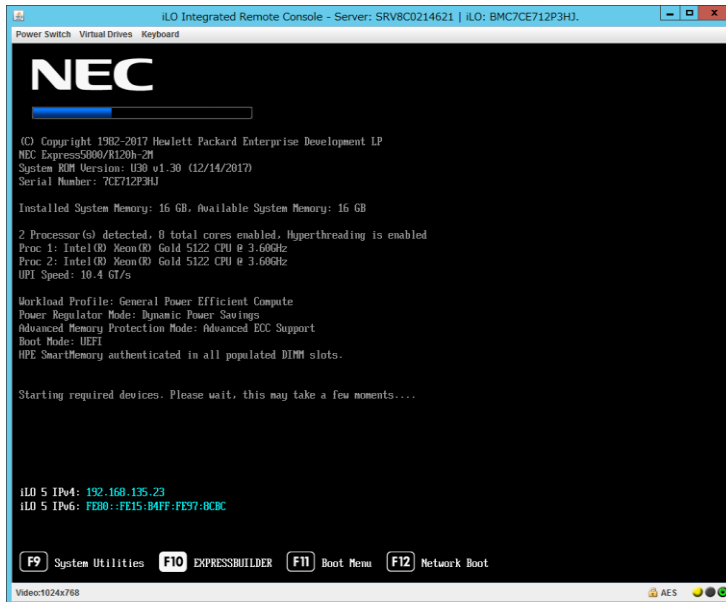 iLO Integrated Remote Console - Server: SRV8C0214621 | iLO: BMC7CE712P3HJ.
Power Switch Virtual Drives Keyboard
NEC
(C) Copyright 1982-2017 Hewlett Packard Enterprise Development LP
NEC Express5800/R120h-2M
System ROM Version: U30 v1.30 (12/14/2017)
Serial Number: 7CE712P3HJ
Installed System Memory: 16 GB, Available System Memory: 16 GB
2 Processor(s) detected, 8 total cores enabled, Hyperthreading is enabled
Proc 1: Intel(R) Xeon(R) Gold 5122 CPU @ 3.60GHz
Proc 2: Intel(R) Xeon(R) Gold 5122 CPU @ 3.60GHz
UPI Speed: 10.4 GT/s
Workload Profile: General Power Efficient Compute
Power Regulator Mode: Dynamic Power Savings
Advanced Memory Protection Mode: Advanced ECC Support
Boot Mode: UEFI
HPE SmartMemory authenticated in all populated DIMM slots.
Starting required devices. Please wait, this may take a few moments....
iLO 5 IPv4: 192.168.135.23
iLO 5 IPv6: FE80::FE15:B4FF:FE97:8CBC
F9 System Utilities F10 EXPRESSBUILDER F11 Boot Menu F12 Network Boot
Video:1024x768 AES